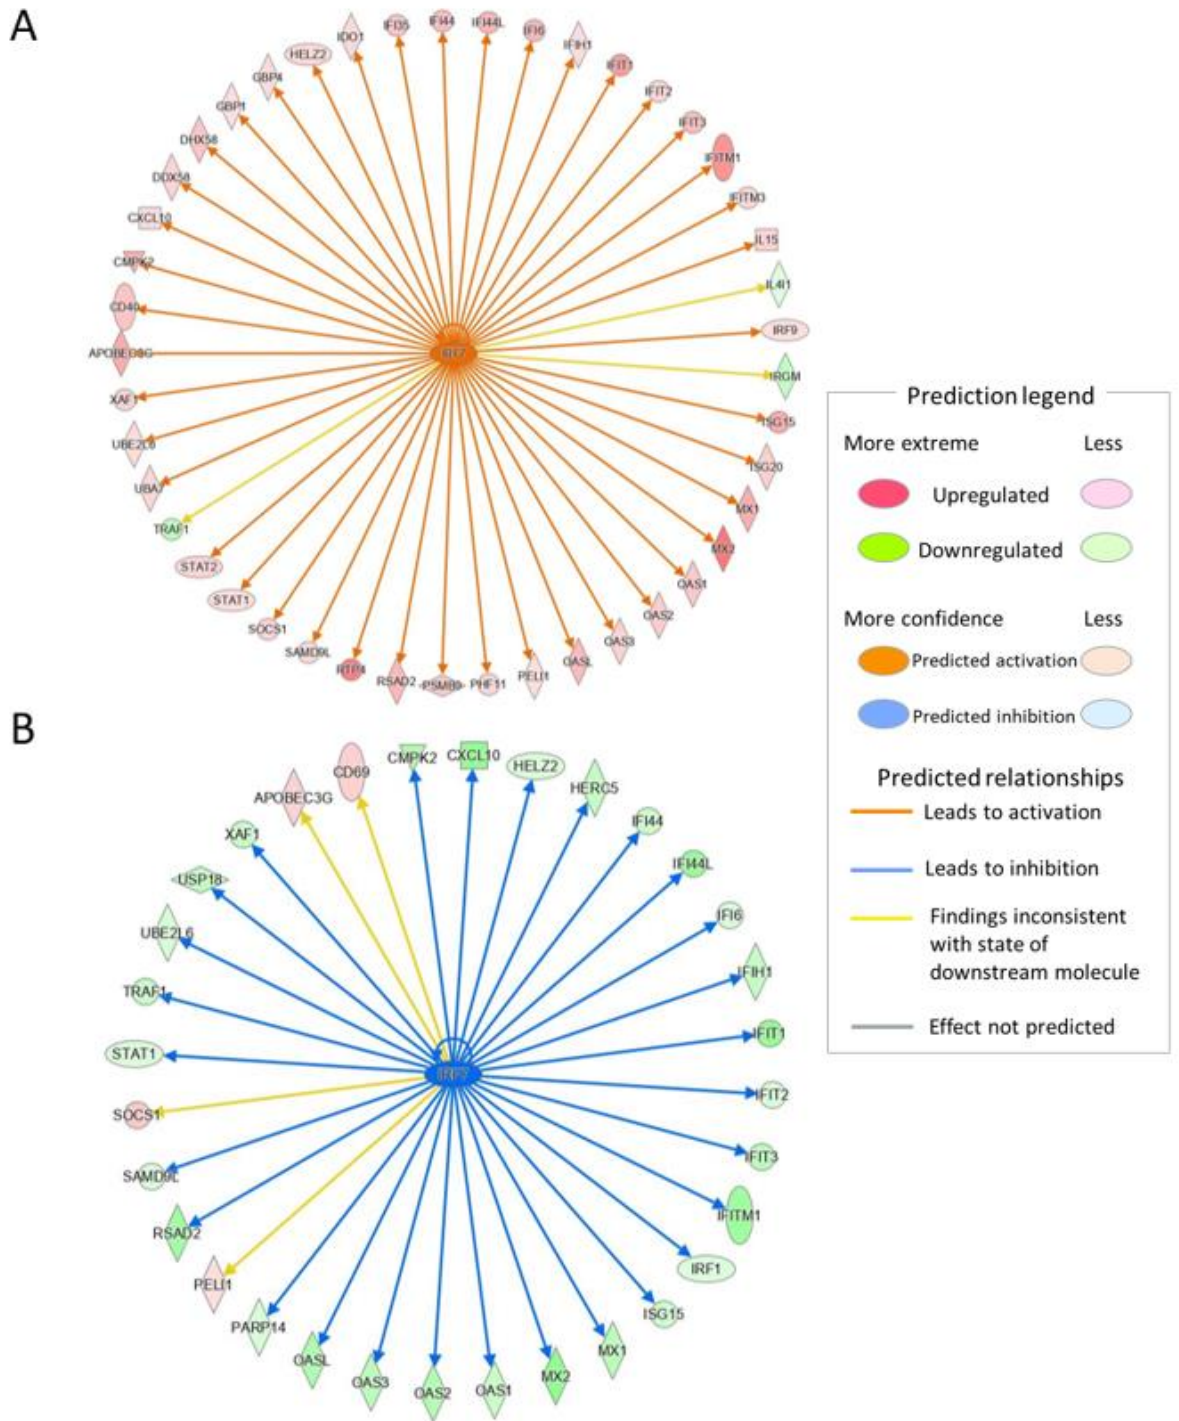 A
IDO1
IFI35
IFI44
IFI44L
IFI6
IFIH1
HELZ2
IFIT1
GBP4
IFIT2
GBP1
IFIT3
DHX58
IFITM1
DDX58
IFITM3
CXCL10
IL15
CMPK2
IL4I1
CD40
IRF9
IRF7
APOBEC3G
IRGM
XAF1
ISG15
UBE2L6
ISG20
UBA7
MX1
TRAF1
MX2
STAT2
OAS1
STAT1
OAS2
SOCS1
OAS3
SAMD9L
OASL
RTP4
RSAD2
PSMB9
PHF11
PELI1
Prediction legend
More extreme Less
Upregulated
Downregulated
More confidence Less
Predicted activation
Predicted inhibition
Predicted relationships
Leads to activation
Leads to inhibition
Findings inconsistent
with state of
downstream molecule
Effect not predicted
B
CD69
CMPK2
CXCL10
HELZ2
APOBEC3G
HERC5
XAF1
IFI44
USP18
IFI44L
UBE2L6
IFI6
TRAF1
IFIH1
STAT1
IFIT1
IRF7
SOCS1
IFIT2
SAMD9L
IFIT3
RSAD2
IFITM1
PELI1
IRF1
PARP14
ISG15
OASL
MX1
OAS3
OAS2
OAS1
MX2